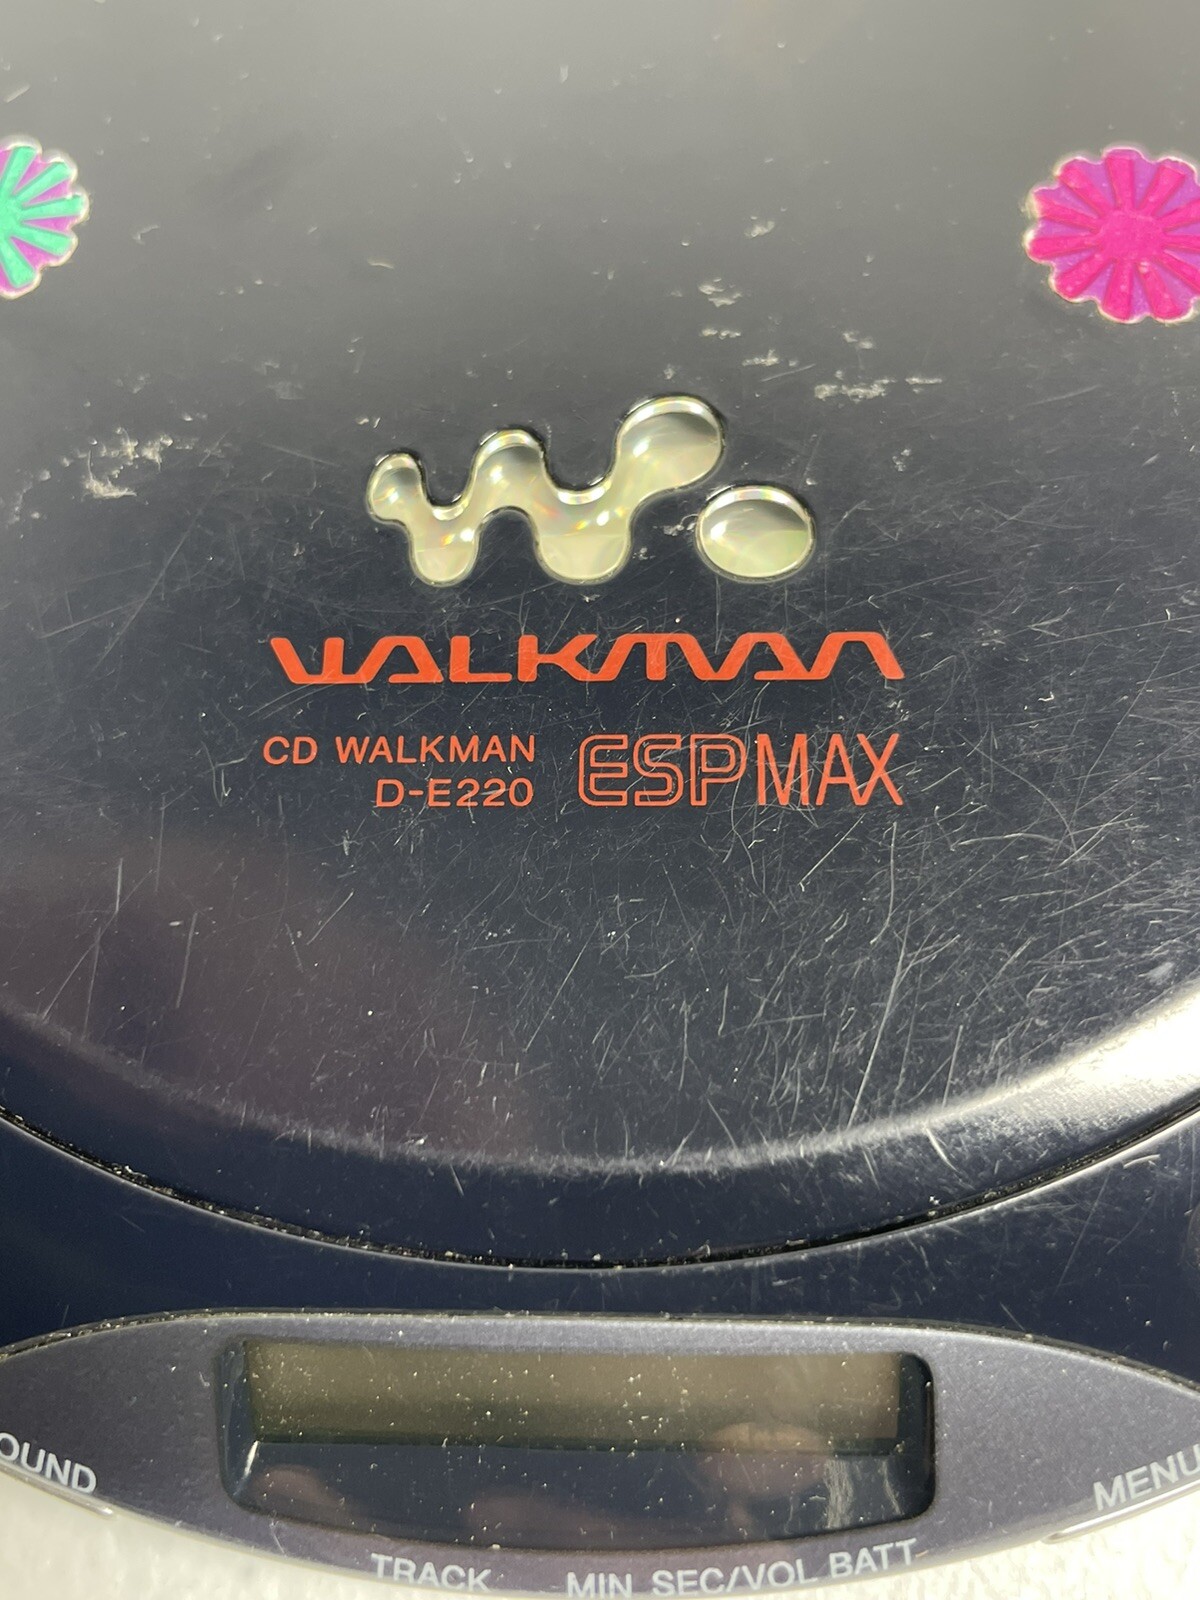 W.
WALKMAN
CD WALKMAN ESP MAX
D-E220
OUND
MENU
TRACK MIN SEC/VOL BATT